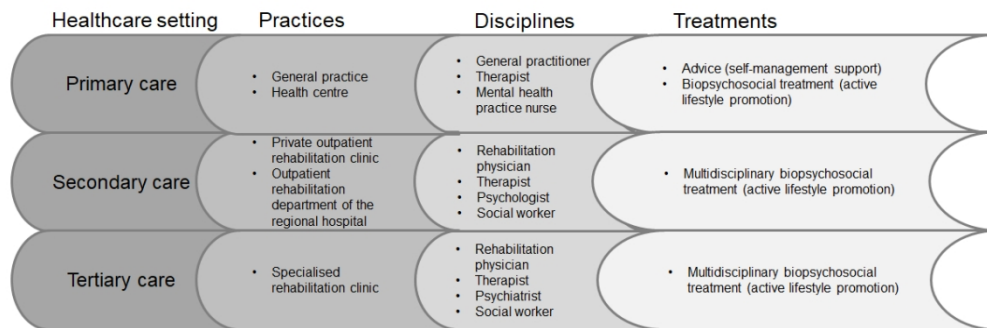 Healthcare setting Practices Disciplines Treatments
Primary care
• General practice
• Health centre
• General practitioner
• Therapist
• Mental health
practice nurse
• Advice (self-management support)
• Biopsychosocial treatment (active
lifestyle promotion)
Secondary care
• Private outpatient
rehabilitation clinic
• Outpatient
rehabilitation
department of the
regional hospital
• Rehabilitation
physician
• Therapist
• Psychologist
• Social worker
• Multidisciplinary biopsychosocial
treatment (active lifestyle promotion)
Tertiary care
• Specialised
rehabilitation clinic
• Rehabilitation
physician
• Therapist
• Psychiatrist
• Social worker
• Multidisciplinary biopsychosocial
treatment (active lifestyle promotion)